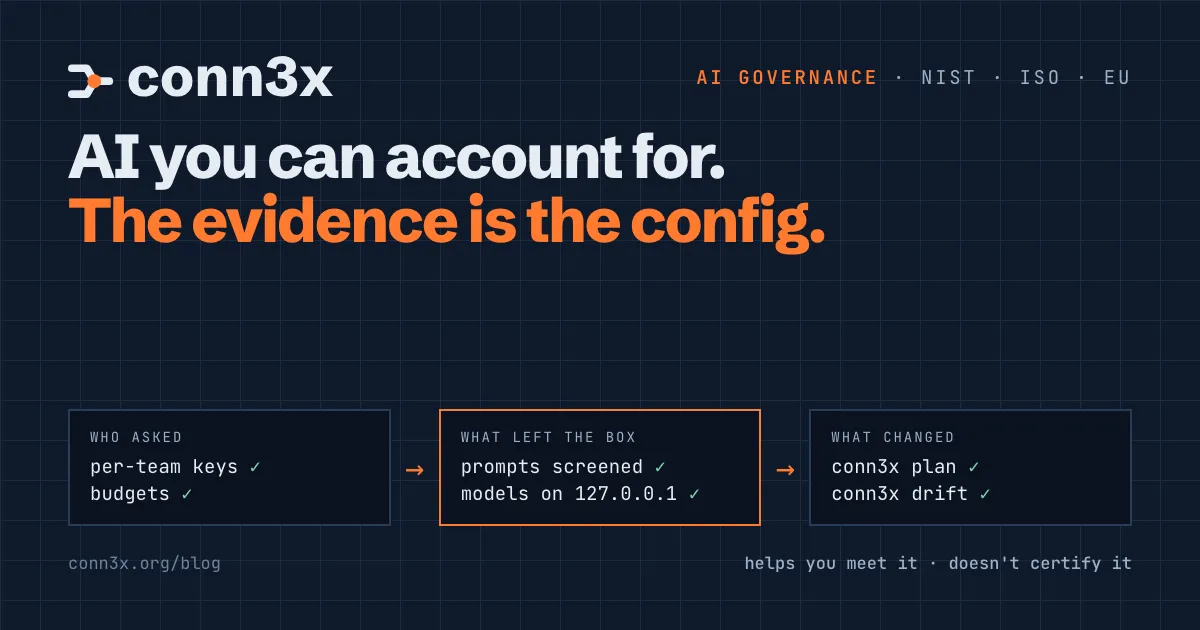 conn3x
AI GOVERNANCE · NIST · ISO · EU
AI you can account for.
The evidence is the config.
WHO ASKED
per-team keys ✓
budgets ✓
→
WHAT LEFT THE BOX
prompts screened ✓
models on 127.0.0.1 ✓
→
WHAT CHANGED
conn3x plan ✓
conn3x drift ✓
conn3x.org/blog
helps you meet it · doesn't certify it